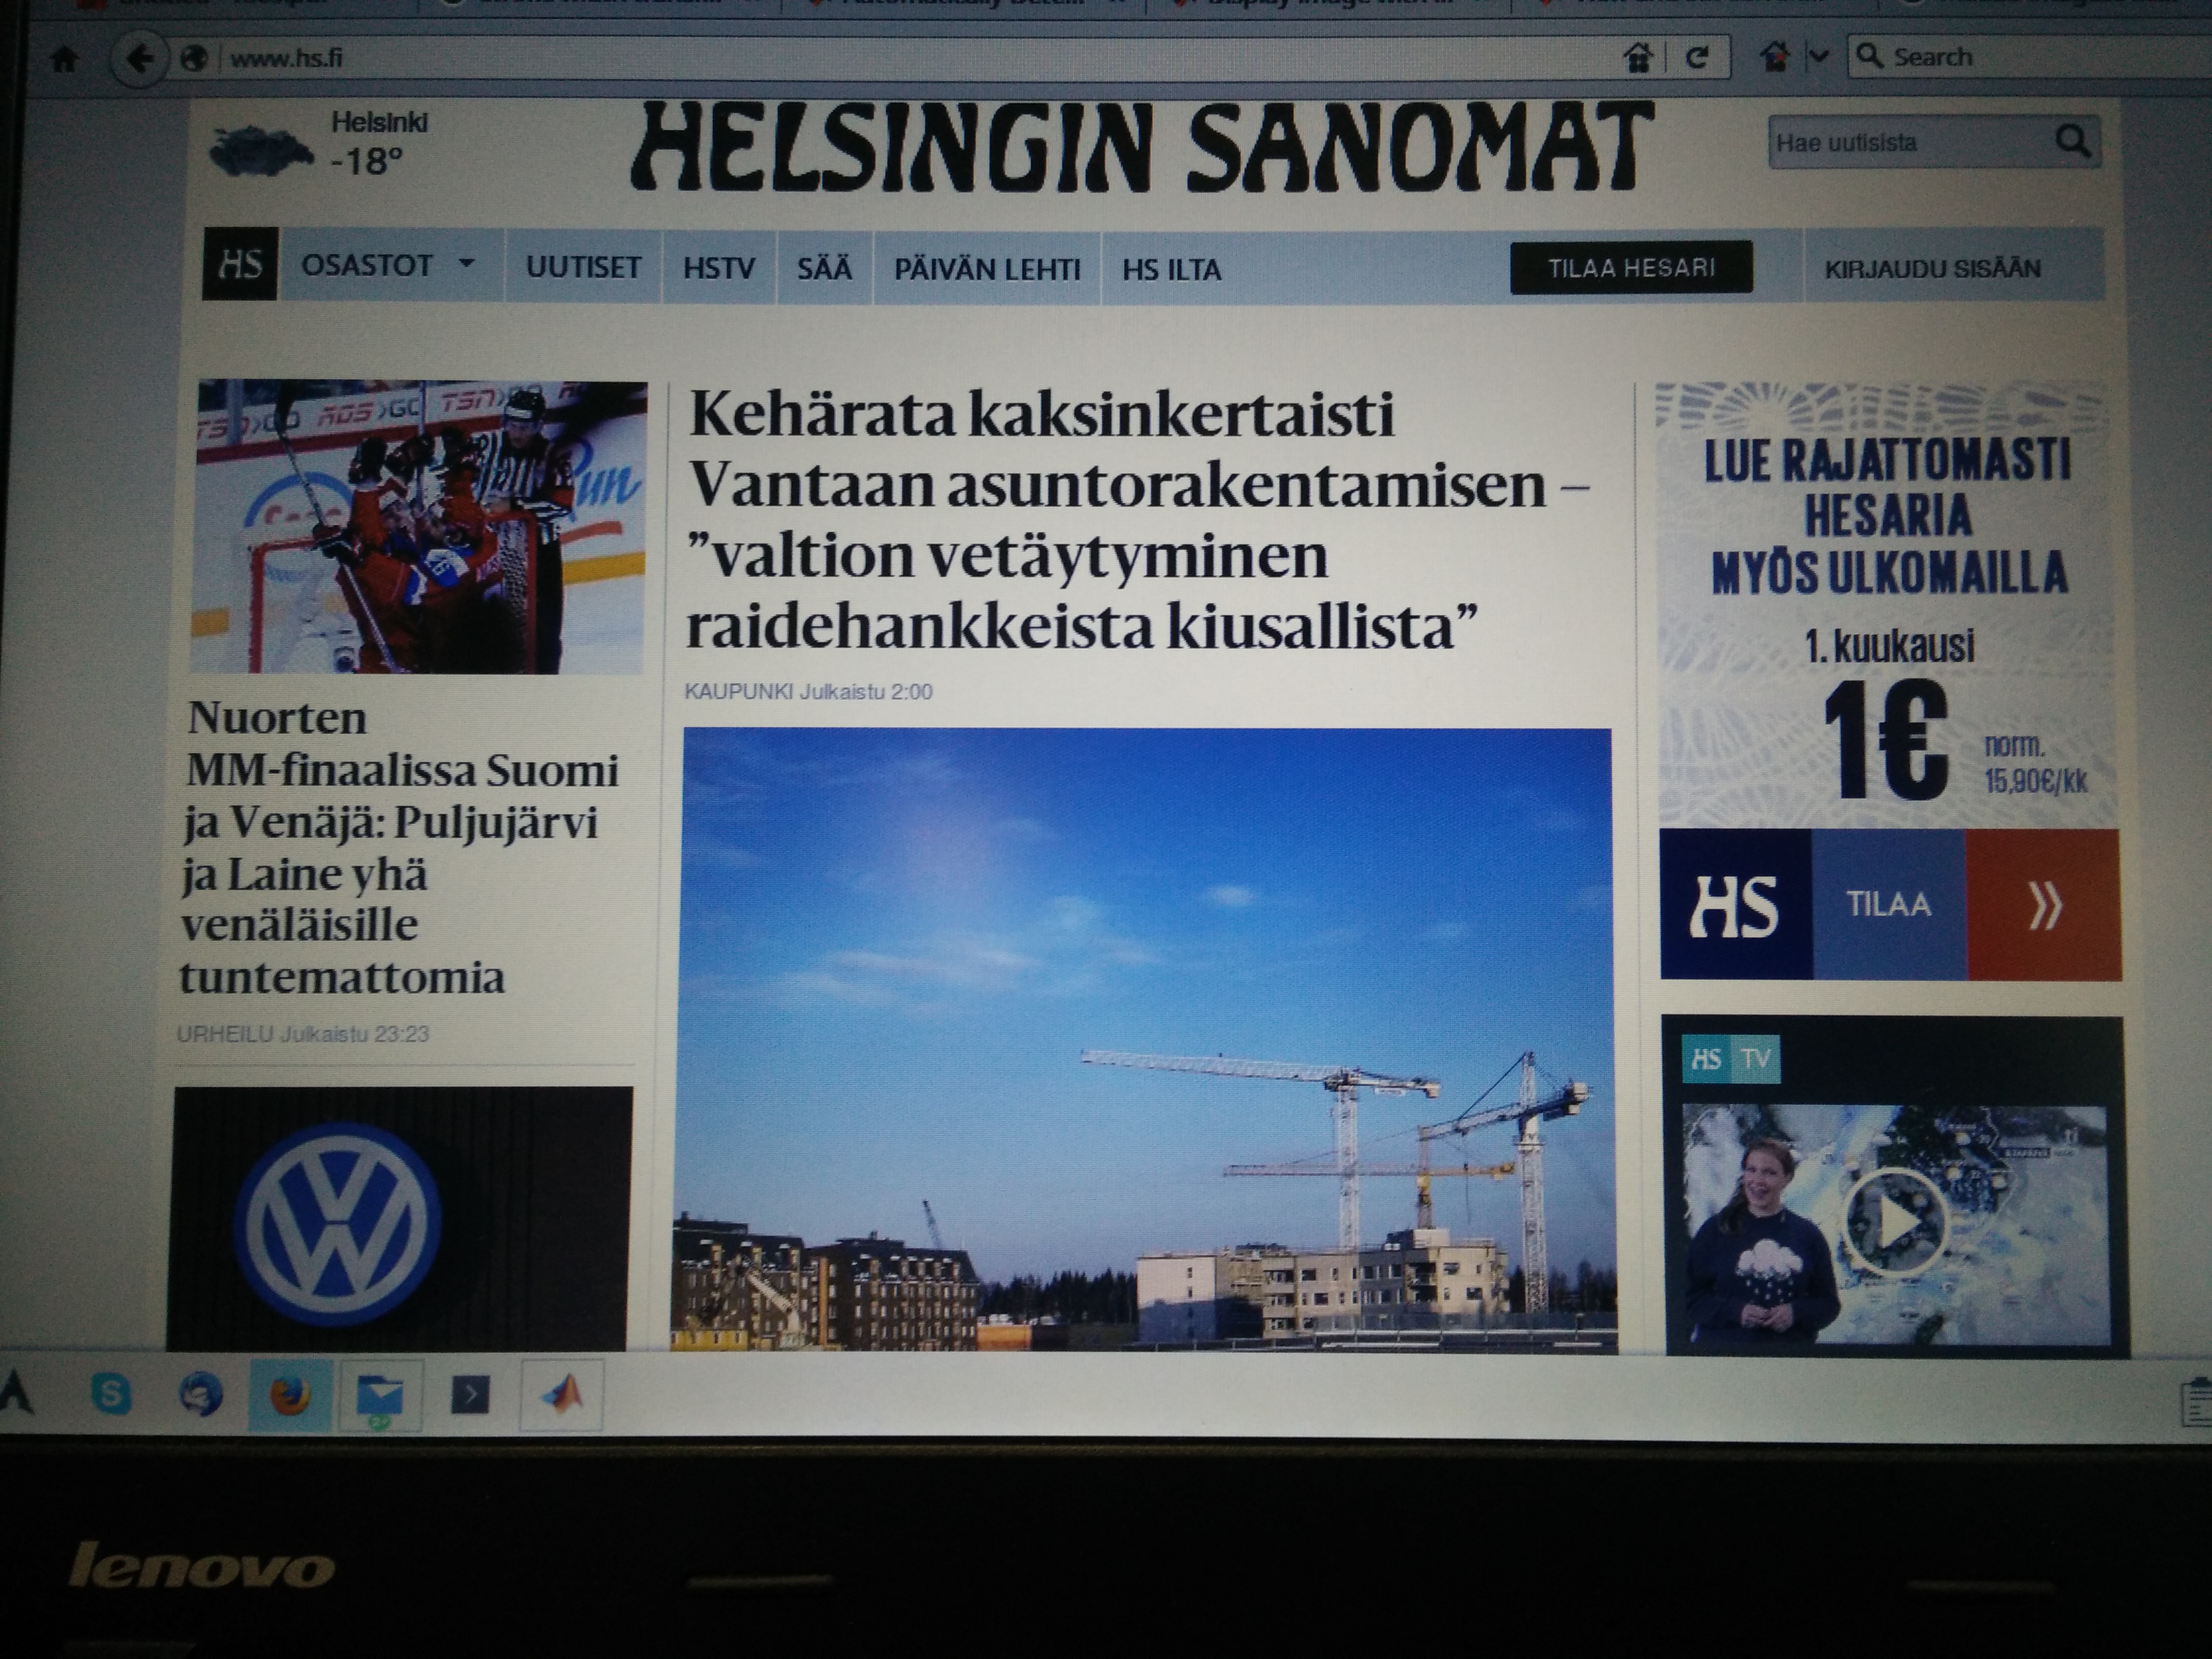 www.hs.fi
Search
Helsinki
-18°
HELSINGIN SANOMAT
Hae uutisista
HS
OSASTOT
UUTISET
HSTV
SÄÄ
PÄIVÄN LEHTI
HS ILTA
TILAA HESARI
KIRJAUDU SISÄÄN
Nuorten
MM-finaalissa Suomi
ja Venäjä: Puljujärvi
ja Laine yhä
venäläisille
tuntemattomia
URHEILU Julkaistu 23:23
Kehärata kaksinkertaisti
Vantaan asuntorakentamisen –
”valtion vetäytyminen
raidehankkeista kiusallista”
KAUPUNKI Julkaistu 2:00
LUE RAJATTOMASTI
HESARIA
MYÖS ULKOMAILLA
1. kuukausi
1€
norm.
15,90€/kk
HS
TILAA
HS TV
lenovo